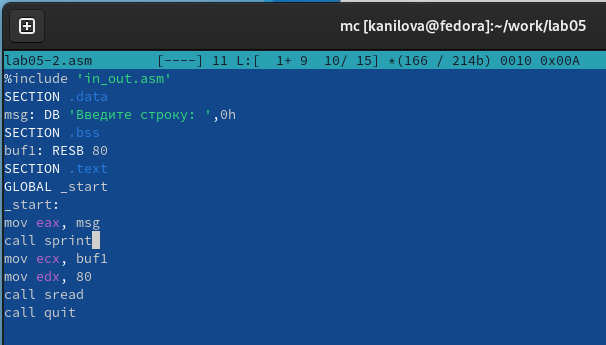 mc [kanilova@fedora]:~/work/lab05
lab05-2.asm [----] 11 L:[ 1+ 9 10/ 15] *(166 / 214b) 0010 0x00A
%include 'in_out.asm'
SECTION .data
msg: DB 'Введите строку: ',0h
SECTION .bss
buf1: RESB 80
SECTION .text
GLOBAL _start
_start:
mov eax, msg
call sprint
mov ecx, buf1
mov edx, 80
call sread
call quit